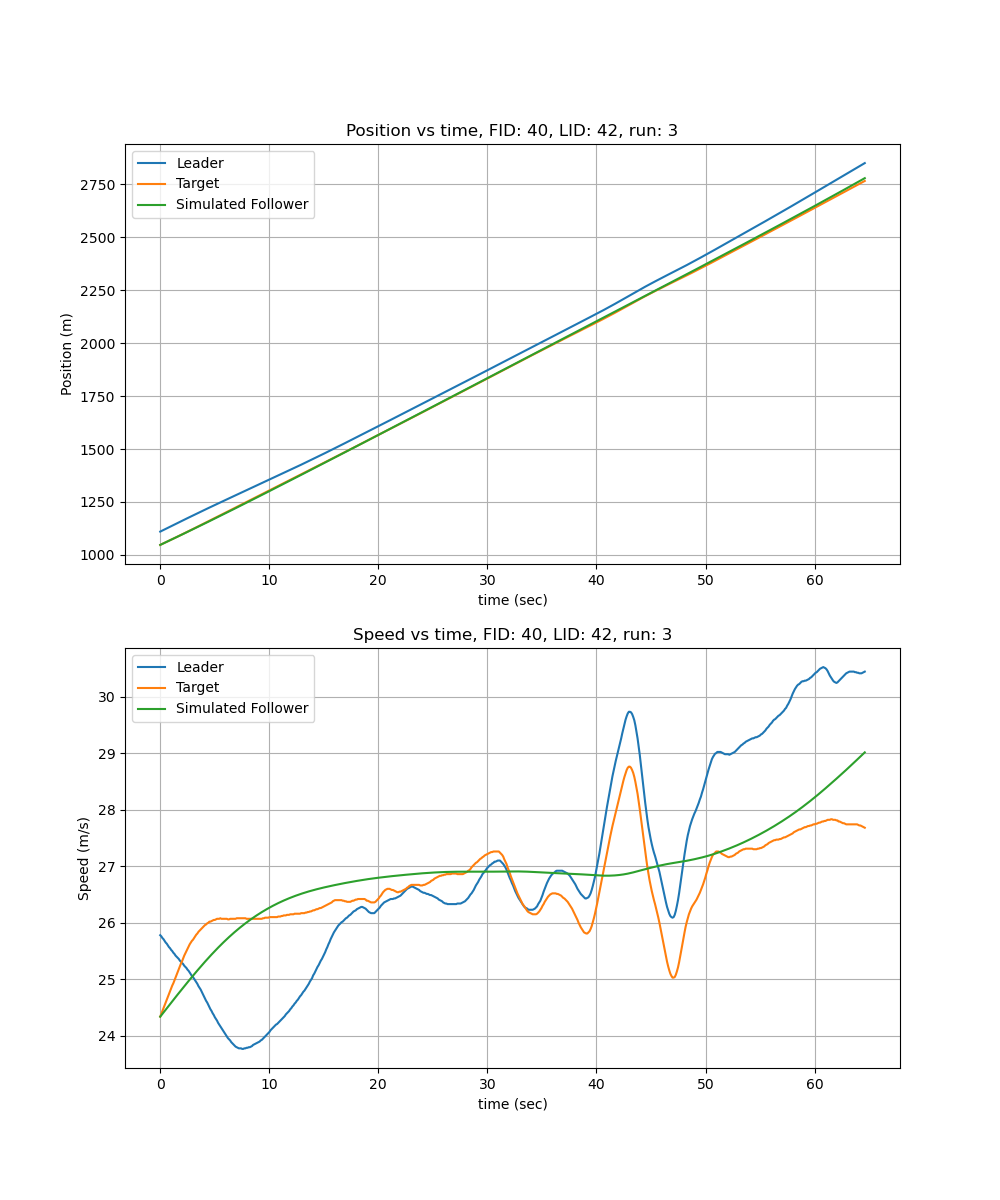 Position vs time, FID: 40, LID: 42, run: 3
Leader
Target
Simulated Follower
2750
2500
2250
2000
1750
1500
1250
1000
Position (m)
0 10 20 30 40 50 60
time (sec)
Speed vs time, FID: 40, LID: 42, run: 3
Leader
Target
Simulated Follower
30
29
28
27
26
25
24
Speed (m/s)
0 10 20 30 40 50 60
time (sec)